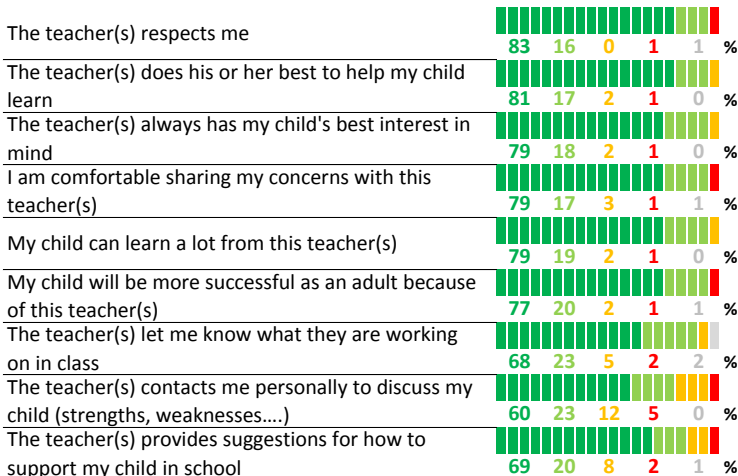 The teacher(s) respects me
83 16 0 1 1 %
The teacher(s) does his or her best to help my child
learn
81 17 2 1 0 %
The teacher(s) always has my child's best interest in
mind
79 18 2 1 0 %
I am comfortable sharing my concerns with this
teacher(s)
79 17 3 1 1 %
My child can learn a lot from this teacher(s)
79 19 2 1 0 %
My child will be more successful as an adult because
of this teacher(s)
77 20 2 1 1 %
The teacher(s) let me know what they are working
on in class
68 23 5 2 2 %
The teacher(s) contacts me personally to discuss my
child (strengths, weaknesses....)
60 23 12 5 0 %
The teacher(s) provides suggestions for how to
support my child in school
69 20 8 2 1 %